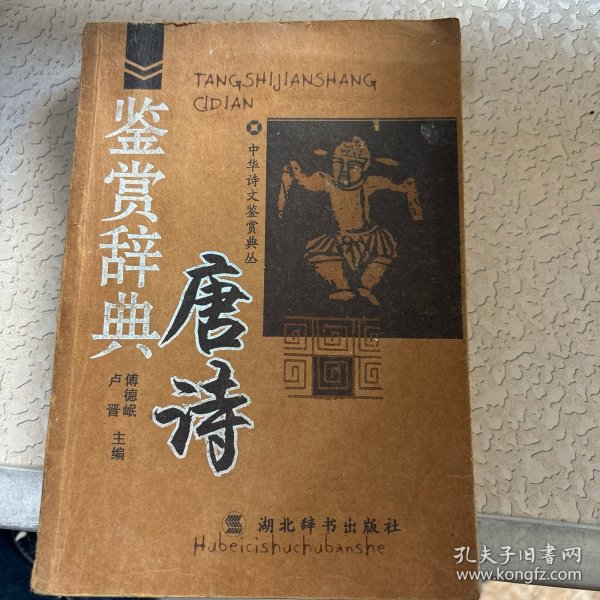 TANGSHIJIANSHANG
CIDIAN
鉴赏辞典
中华诗文鉴赏典丛
唐诗
傅德岷
卢晋 主编
湖北辞书出版社
Hubeicishuchubanshe
孔夫子旧书网
www.kongfz.com